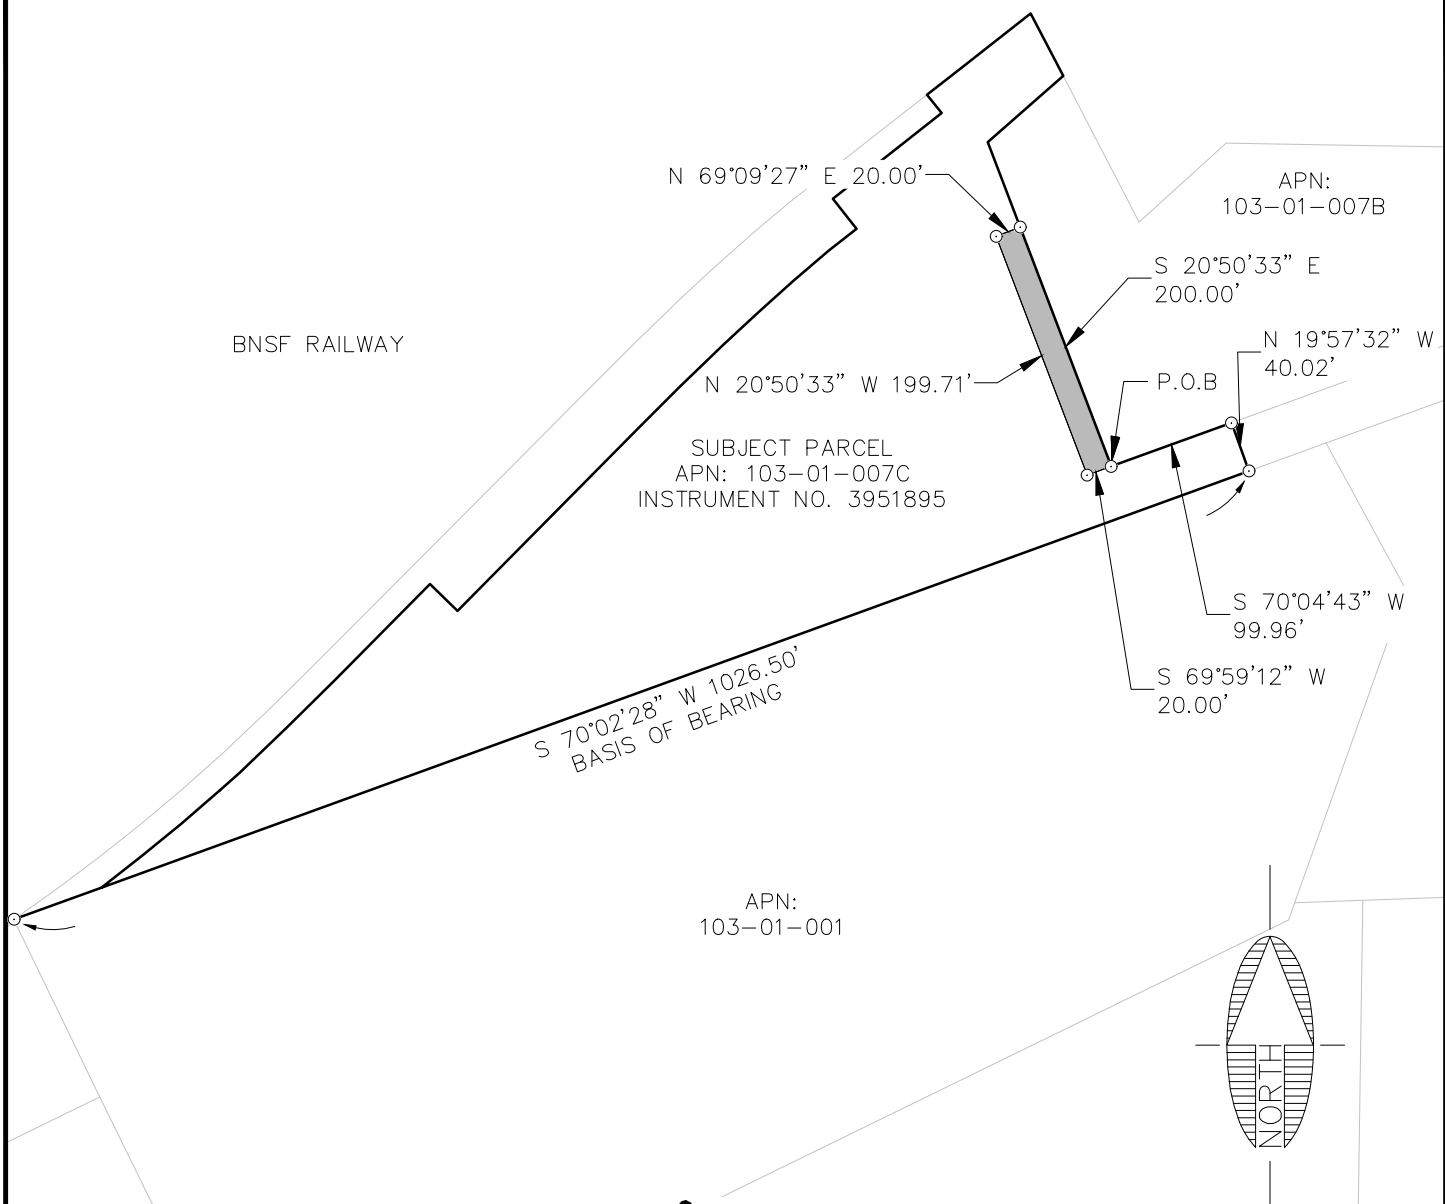 N 69°09'27" E 20.00'
APN:
103-01-007B
S 20°50'33" E
200.00'
BNSF RAILWAY
N 19°57'32" W
40.02'
N 20°50'33" W 199.71'
P.O.B
SUBJECT PARCEL
APN: 103-01-007C
INSTRUMENT NO. 3951895
S 70°04'43" W
99.96'
S 69°59'12" W
20.00'
S 70°02'28" W 1026.50'
BASIS OF BEARING
APN:
103-01-001
NORTH